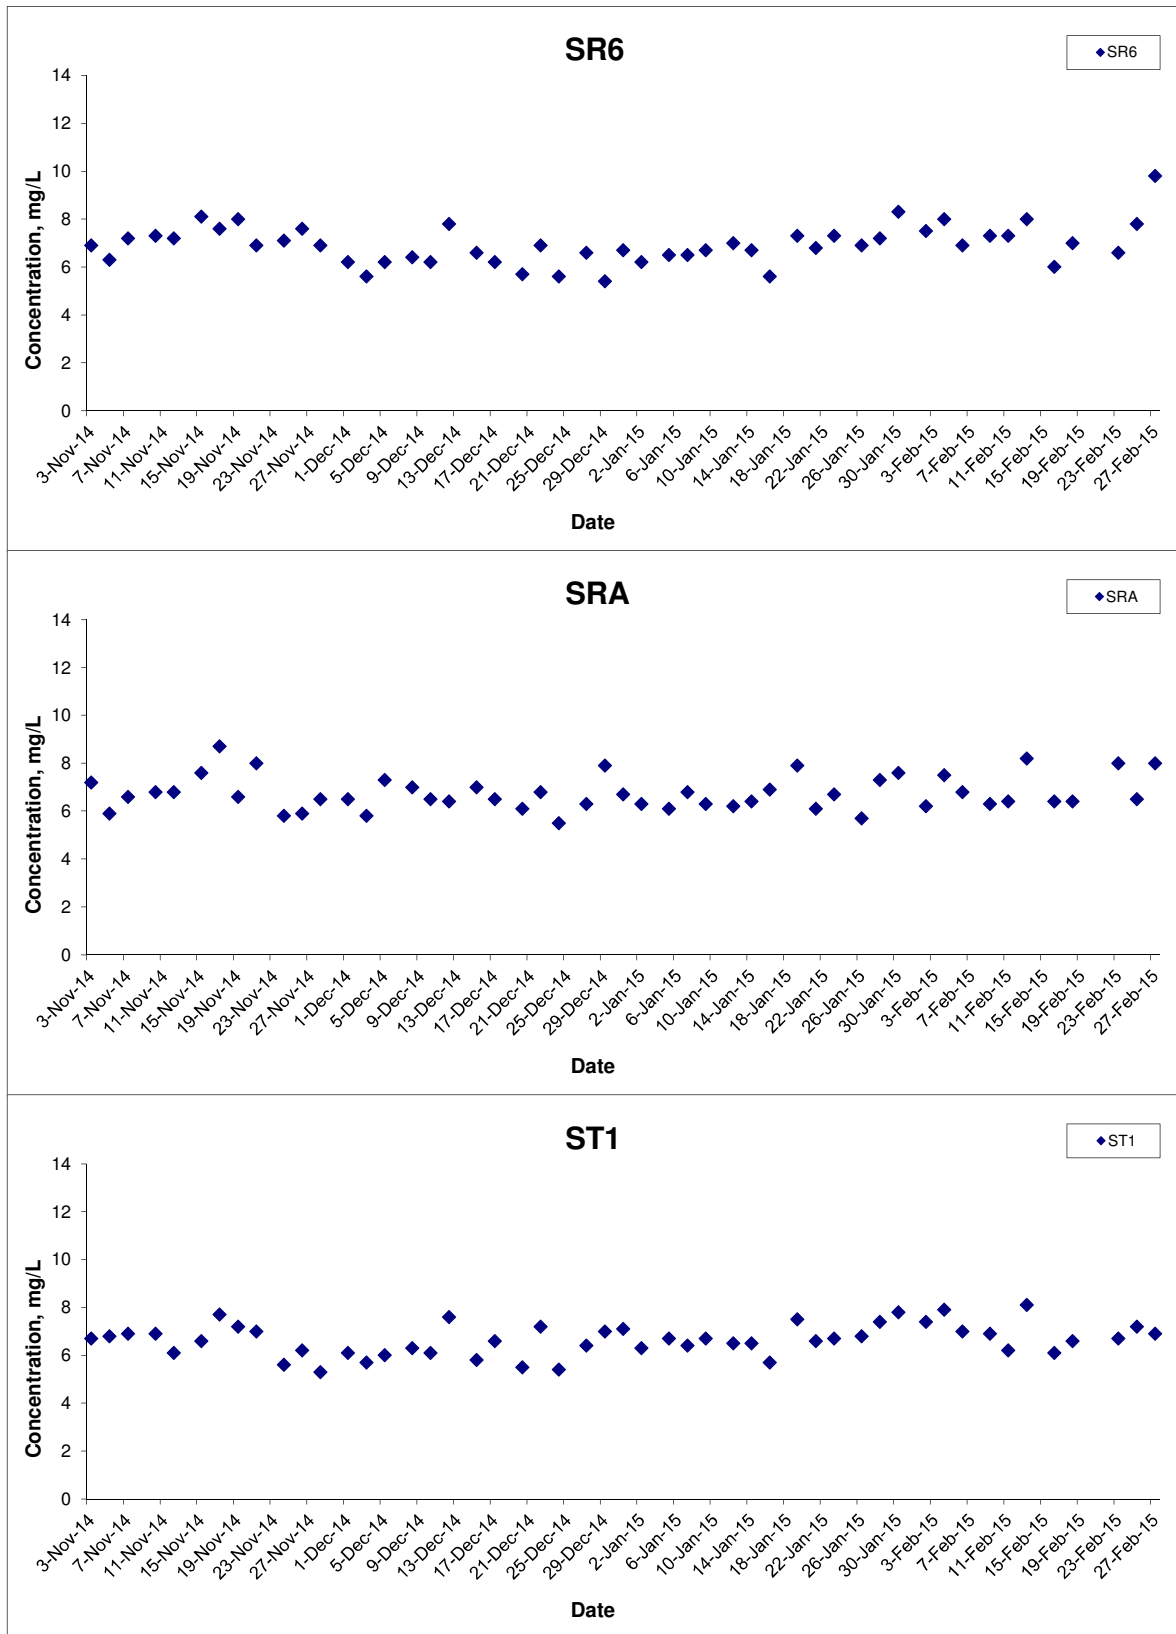 SR6
SR6
14
12
10
8
6
4
2
0
Concentration, mg/L
3-Nov-14
7-Nov-14
11-Nov-14
15-Nov-14
19-Nov-14
23-Nov-14
27-Nov-14
1-Dec-14
5-Dec-14
9-Dec-14
13-Dec-14
17-Dec-14
21-Dec-14
25-Dec-14
29-Dec-14
2-Jan-15
6-Jan-15
10-Jan-15
14-Jan-15
18-Jan-15
22-Jan-15
26-Jan-15
30-Jan-15
3-Feb-15
7-Feb-15
11-Feb-15
15-Feb-15
19-Feb-15
23-Feb-15
27-Feb-15
Date
SRA
SRA
14
12
10
8
6
4
2
0
Concentration, mg/L
3-Nov-14
7-Nov-14
11-Nov-14
15-Nov-14
19-Nov-14
23-Nov-14
27-Nov-14
1-Dec-14
5-Dec-14
9-Dec-14
13-Dec-14
17-Dec-14
21-Dec-14
25-Dec-14
29-Dec-14
2-Jan-15
6-Jan-15
10-Jan-15
14-Jan-15
18-Jan-15
22-Jan-15
26-Jan-15
30-Jan-15
3-Feb-15
7-Feb-15
11-Feb-15
15-Feb-15
19-Feb-15
23-Feb-15
27-Feb-15
Date
ST1
ST1
14
12
10
8
6
4
2
0
Concentration, mg/L
3-Nov-14
7-Nov-14
11-Nov-14
15-Nov-14
19-Nov-14
23-Nov-14
27-Nov-14
1-Dec-14
5-Dec-14
9-Dec-14
13-Dec-14
17-Dec-14
21-Dec-14
25-Dec-14
29-Dec-14
2-Jan-15
6-Jan-15
10-Jan-15
14-Jan-15
18-Jan-15
22-Jan-15
26-Jan-15
30-Jan-15
3-Feb-15
7-Feb-15
11-Feb-15
15-Feb-15
19-Feb-15
23-Feb-15
27-Feb-15
Date